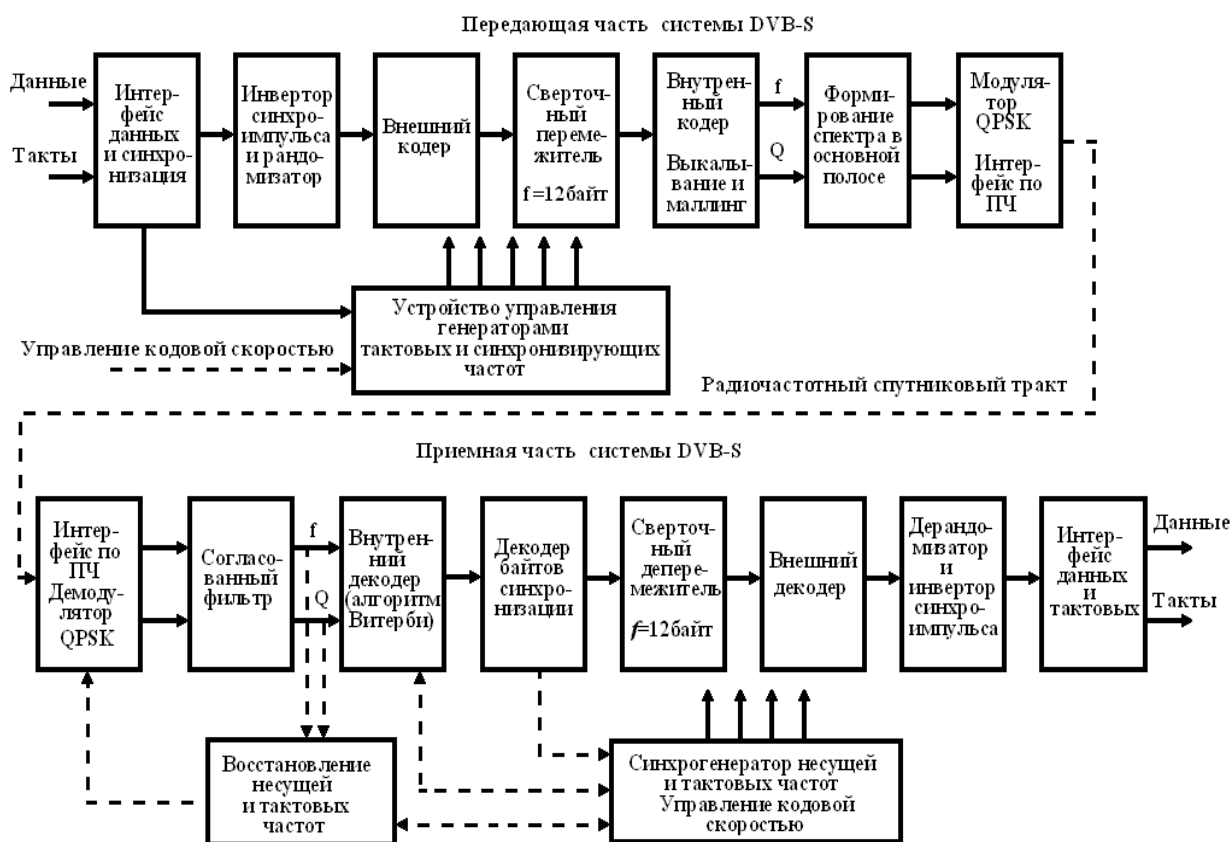 Передающая часть системы DVB-S
Данные
Такты
Интер-
фейс
данных
и синхро-
низация
Инвертор
синхро-
импульса
и рандо-
мизатор
Внешний
кодер
Сверточ-
ный
переме-
житель
f=12байт
Внутрен-
ный
кодер
Выкалы-
вание и
маллинг
f
Q
Форми-
рование
спектра в
основной
полосе
Модуля-
тор
QPSK
Интер-
фейс по
ПЧ
Устройство управления
генераторами
тактовых и синхронизирующих
частот
Управление кодовой скоростью
Радиочастотный спутниковый тракт
Приемная часть системы DVB-S
Интер-
фейс по
ПЧ
Демоду-
лятор
QPSK
Согласо-
ванный
фильтр
f
Q
Внутрен-
ний
декодер
(алгоритм
Витерби)
Декодер
байтов
синхро-
низации
Сверточ-
ный
депере-
межитель
f=12байт
Внешний
декодер
Дерандо-
мизатор
и
инвертор
синхро-
импульса
Интер-
фейс
данных
и
тактовых
Данные
Такты
Восстановление
несущей
и тактовых
частот
Синхрогенератор несущей
и тактовых частот
Управление кодовой
скоростью